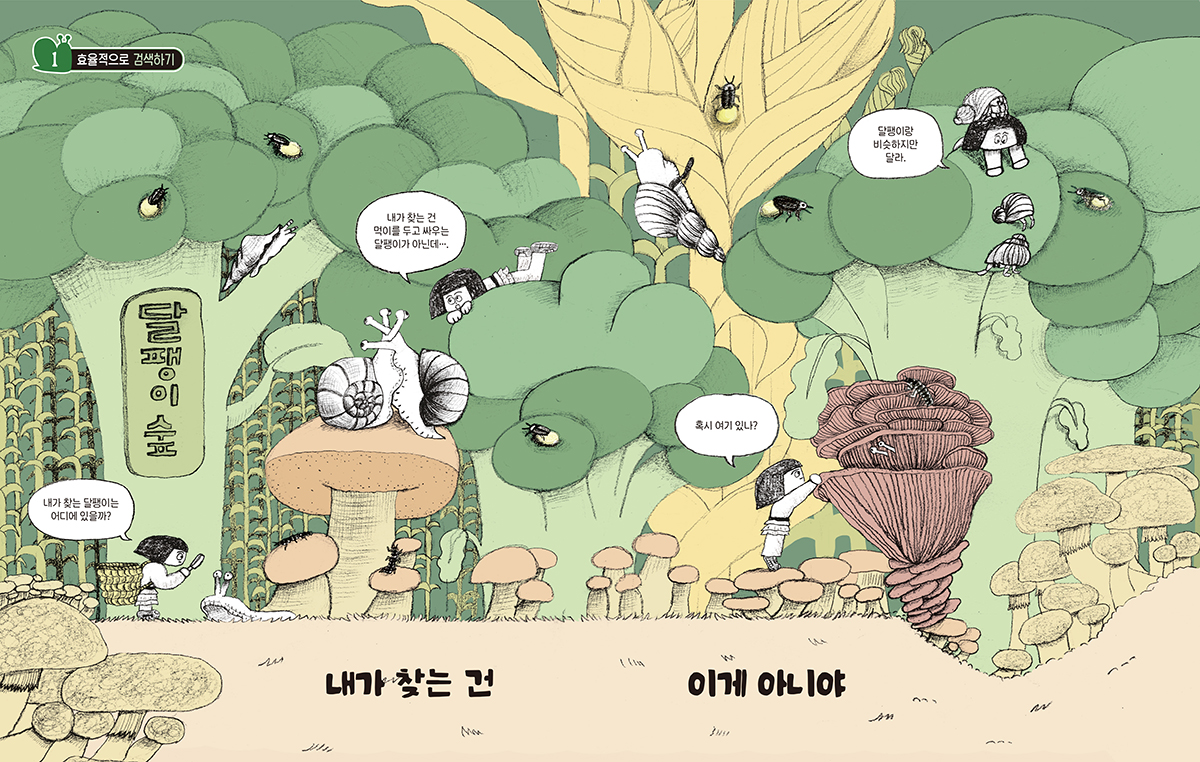 1 효율적으로 검색하기
달팽이랑
비슷하지만
달라.
내가 찾는 건
먹이를 두고 싸우는
달팽이가 아닌데….
달팽이 숲
혹시 여기 있나?
내가 찾는 달팽이는
어디에 있을까?
내가 찾는 건 이게 아니야